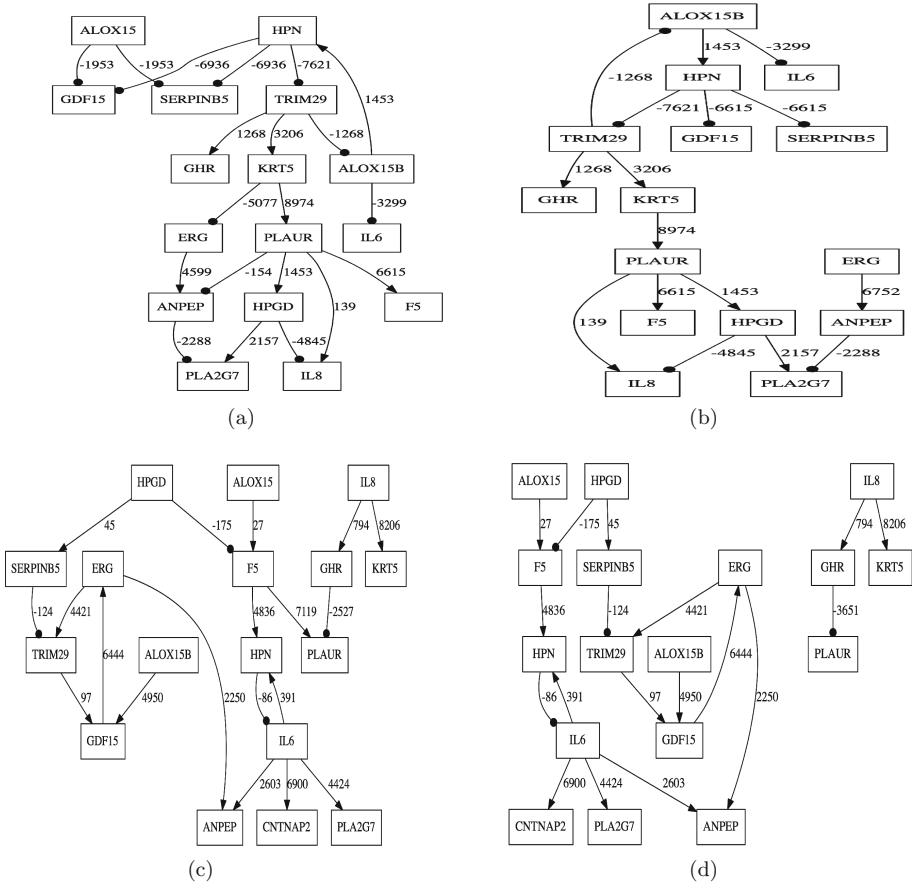 ALOX15 HPN
-1953 -1953 -6936 -6936 -7621
GDF15 SERPINB5 TRIM29 1453
1268 3206 -1268
GHR KRT5 ALOX15B
-5077 8974 -3299
ERG PLAUR IL6
4599 -154 1453 6615
ANPEP HPGD 139 F5
-2288 2157 -4845
PLA2G7 IL8
(a)
ALOX15B
1453 -3299
-1268 HPN IL6
-7621 -6615 -6615
TRIM29 GDF15 SERPINB5
1268 3206
GHR KRT5
8974
PLAUR ERG
6615 1453 6752
139 F5 HPGD ANPEP
-4845 2157 -2288
IL8 PLA2G7
(b)
HPGD ALOX15 IL8
45 -175 27 794 8206
SERPINB5 ERG F5 GHR KRT5
-124 4421 4836 7119 -2527
TRIM29 6444 ALOX15B HPN PLAUR
97 4950 2250 -86 391
GDF15 IL6
2603 6900 4424
ANPEP CNTNAP2 PLA2G7
(c)
ALOX15 HPGD IL8
27 -175 45 794 8206
F5 SERPINB5 ERG GHR KRT5
4836 -124 4421 -3651
HPN TRIM29 ALOX15B 6444 PLAUR
-86 391 97 4950 2250
IL6 GDF15
6900 4424 2603
CNTNAP2 PLA2G7 ANPEP
(d)